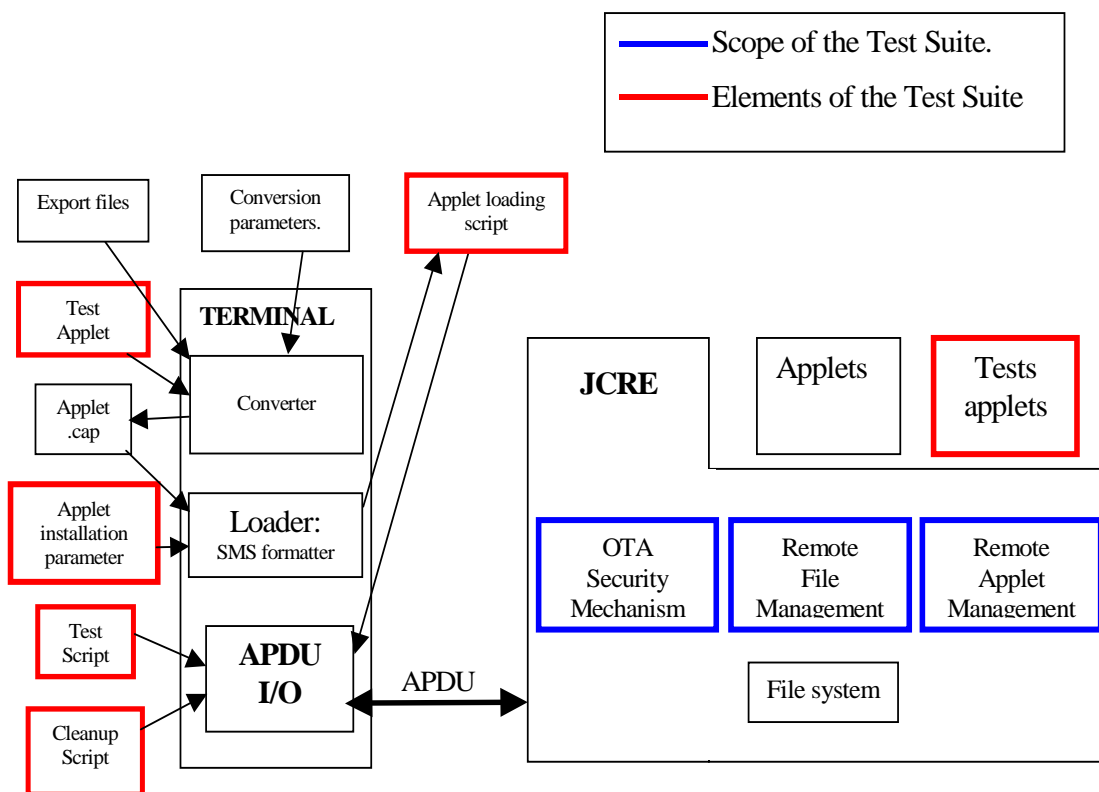 Scope of the Test Suite.
Elements of the Test Suite
Export files
Conversion
parameters.
Applet loading
script
Test
Applet
TERMINAL
Converter
Applet
.cap
Applet
installation
parameter
Loader:
SMS formatter
Test
Script
APDU
I/O
Cleanup
Script
APDU
JCRE
Applets
Tests
applets
OTA
Security
Mechanism
Remote
File
Management
Remote
Applet
Management
File system